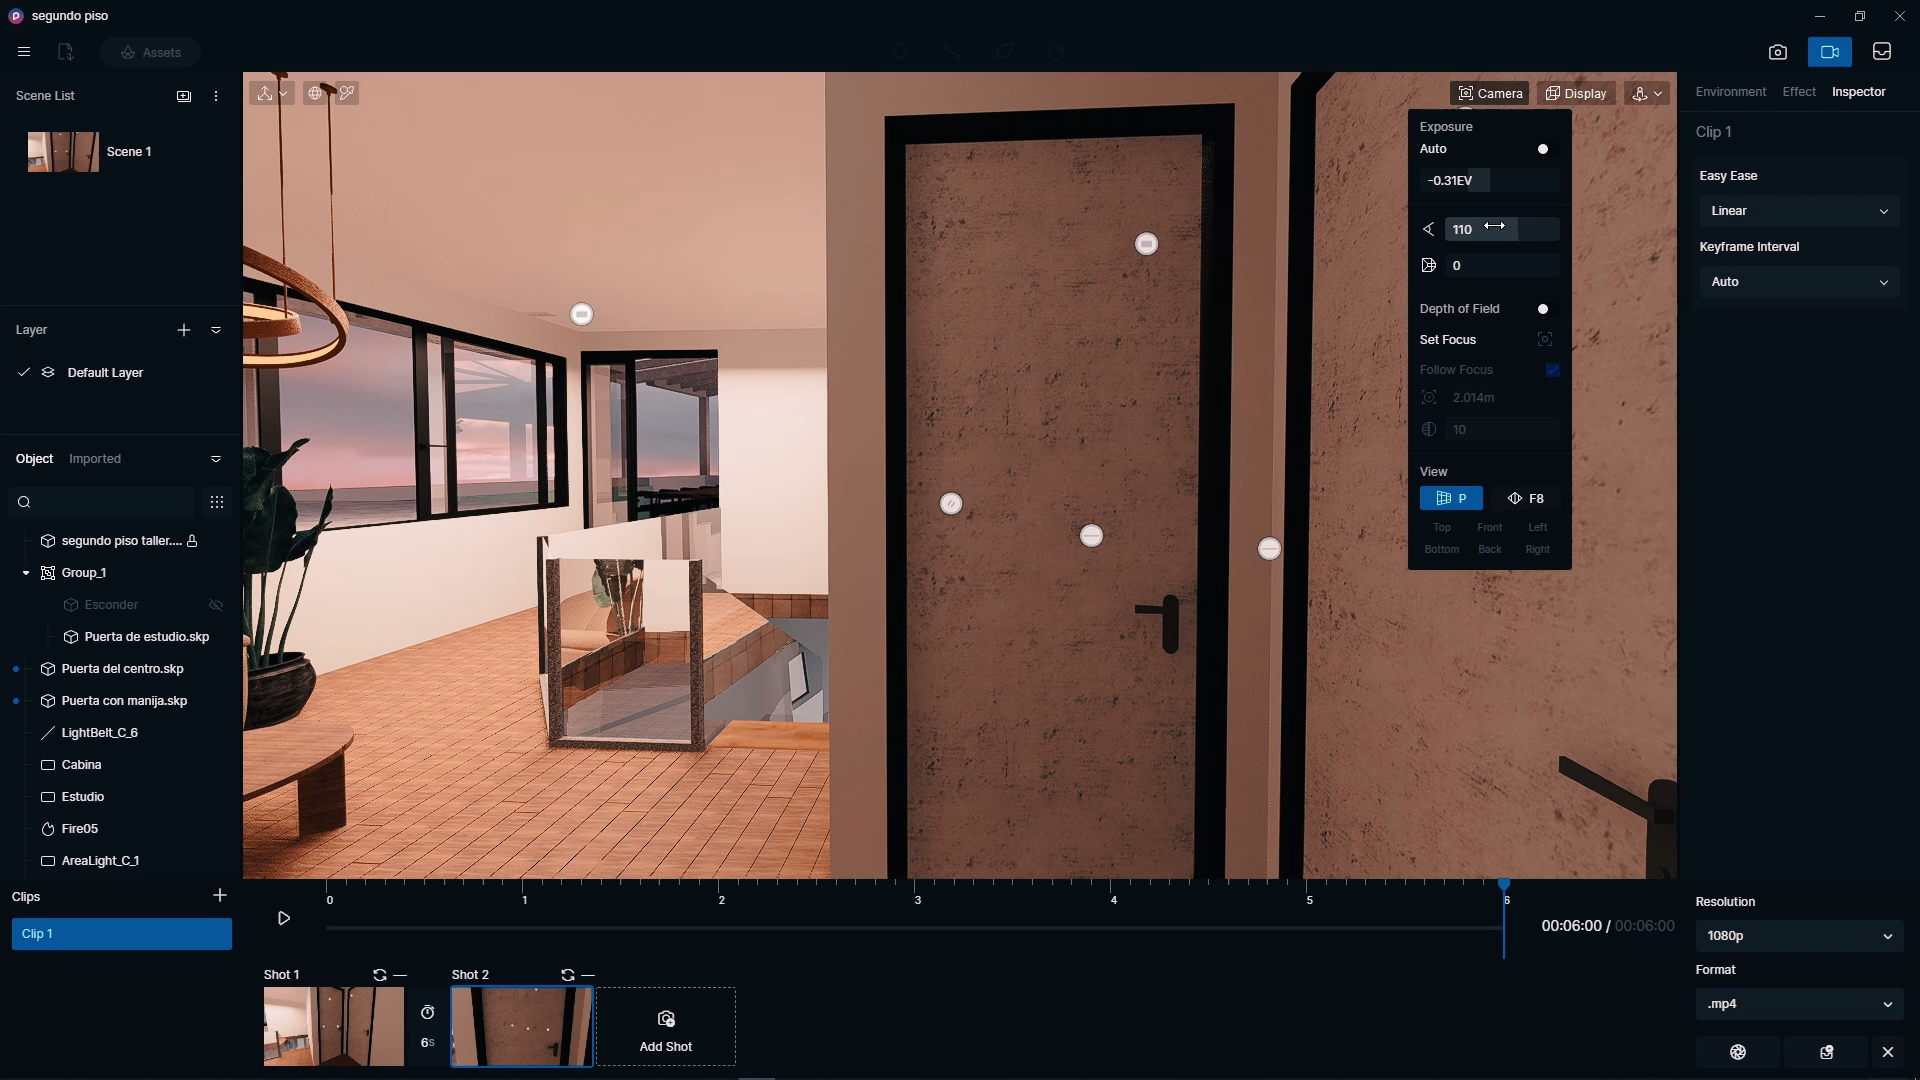 segundo piso
Assets
Scene List
Scene 1
Layer
Default Layer
Object Imported
segundo piso taller....
Group_1
Esconder
Puerta de estudio.skp
Puerta del centro.skp
Puerta con manija.skp
LightBelt_C_6
Cabina
Estudio
Fire05
AreaLight_C_1
Clips
Clip 1
Camera Display
Exposure
Auto
-0.31EV
110
0
Depth of Field
Set Focus
Follow Focus
2.014m
10
View
P F8
Top Front Left
Bottom Back Right
Environment Effect Inspector
Clip 1
Easy Ease
Linear
Keyframe Interval
Auto
0 1 2 3 4 5 6
00:06:00 / 00:06:00
Shot 1 Shot 2
6s
Add Shot
Resolution
1080p
Format
.mp4